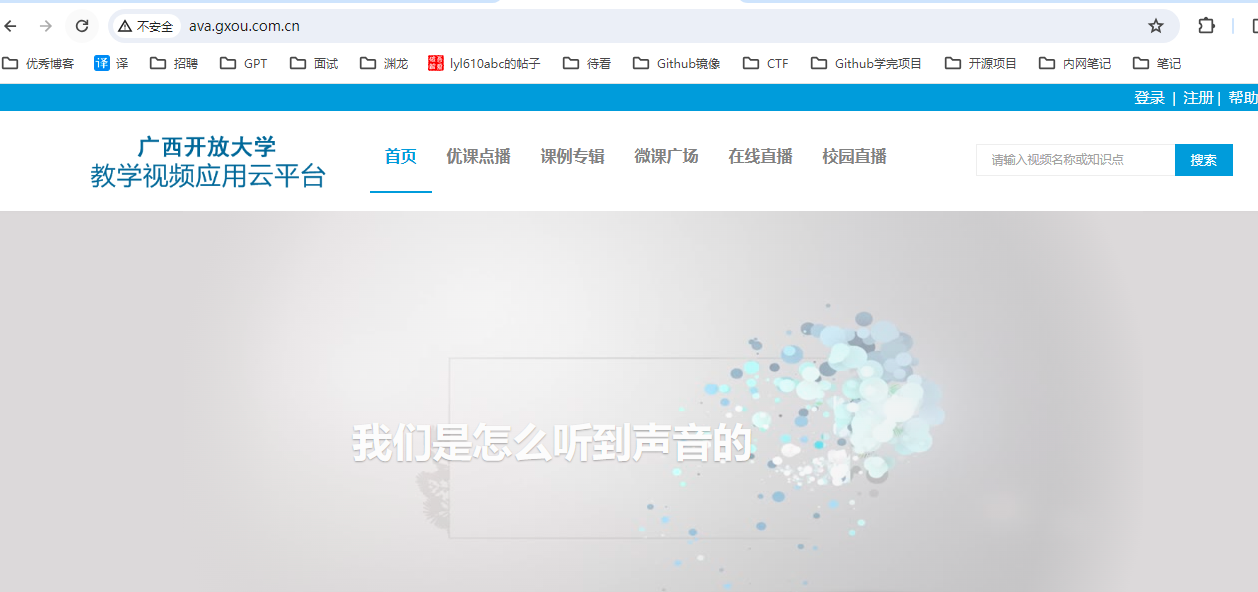 不安全 ava.gxou.com.cn
优秀博客 译 译 招聘 GPT 面试 渊龙 lyl610abc的帖子 待看 Github镜像 CTF Github学完项目 开源项目 内网笔记 笔记
登录 | 注册 | 帮助
广西开放大学
教学视频应用云平台
首页 优课点播 课例专辑 微课广场 在线直播 校园直播
请输入视频名称或知识点 搜索
我们是怎么听到声音的